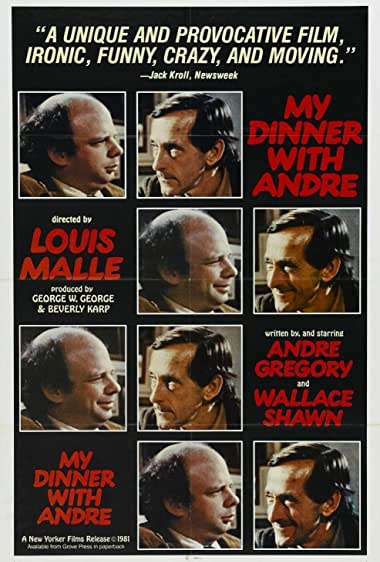 “A UNIQUE AND PROVOCATIVE FILM,
IRONIC, FUNNY, CRAZY, AND MOVING.”
—Jack Kroll, Newsweek
MY
DINNER
WITH
ANDRE
directed by
LOUIS
MALLE
produced by
GEORGE W. GEORGE
& BEVERLY KARP
written by, and starring
ANDRE
GREGORY
and
WALLACE
SHAWN
MY
DINNER
WITH
ANDRE
A New Yorker Films Release © 1981
Available from Grove Press in paperback